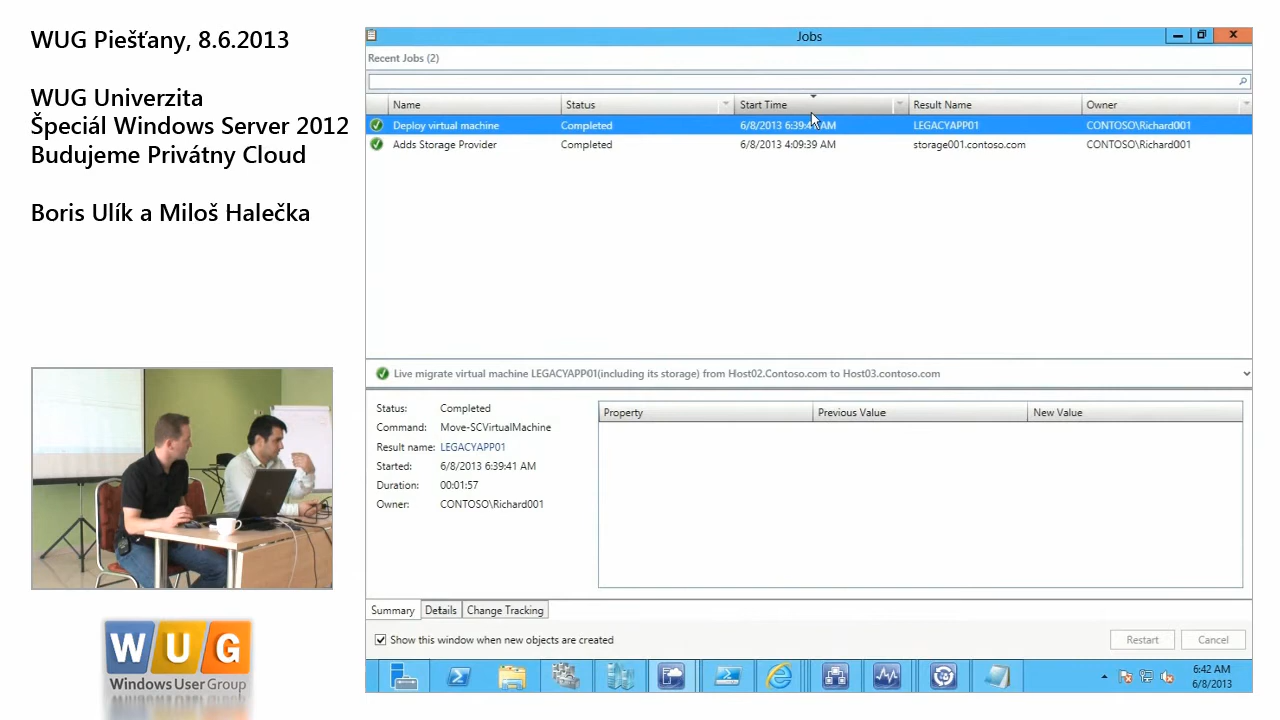 WUG Piešťany, 8.6.2013
WUG Univerzita
Špeciál Windows Server 2012
Budujeme Privátny Cloud
Boris Ulík a Miloš Halečka
WUG
Windows User Group
Jobs
Recent Jobs (2)
Name Status Start Time Result Name Owner
Deploy virtual machine Completed 6/8/2013 6:39:41 AM LEGACYAPP01 CONTOSO\Richard001
Adds Storage Provider Completed 6/8/2013 4:09:39 AM storage001.contoso.com CONTOSO\Richard001
Live migrate virtual machine LEGACYAPP01(including its storage) from Host02.Contoso.com to Host03.contoso.com
Status: Completed
Command: Move-SCVirtualMachine
Result name: LEGACYAPP01
Started: 6/8/2013 6:39:41 AM
Duration: 00:01:57
Owner: CONTOSO\Richard001
Property Previous Value New Value
Summary Details Change Tracking
Show this window when new objects are created
Restart Cancel
6:42 AM
6/8/2013